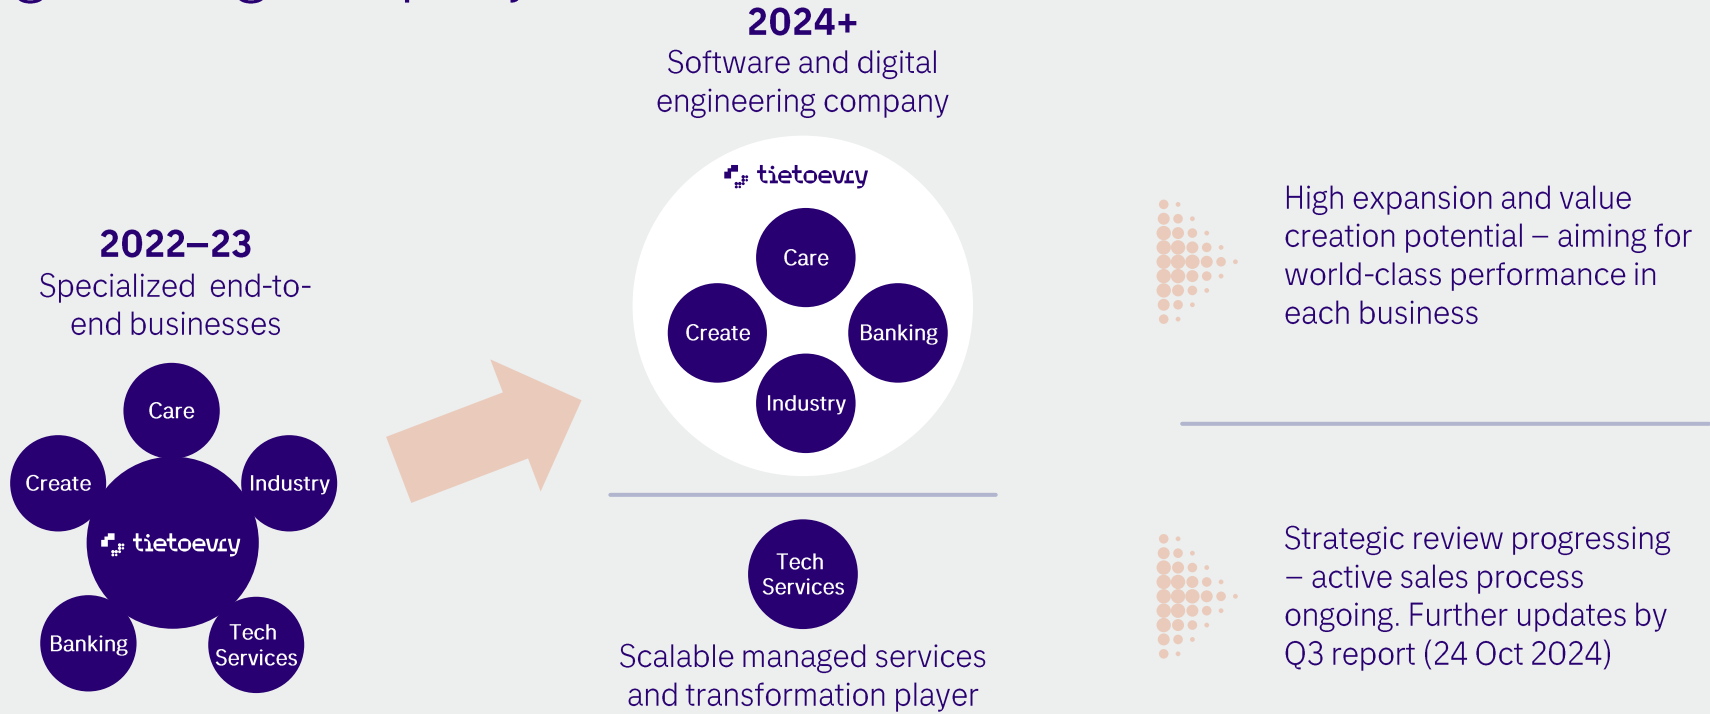 2024+
Software and digital
engineering company
tietoevry
Care
Create
Banking
Industry
2022–23
Specialized end-to-
end businesses
Care
Create
Industry
tietoevry
Banking
Tech
Services
Tech
Services
Scalable managed services
and transformation player
High expansion and value
creation potential – aiming for
world-class performance in
each business
Strategic review progressing
– active sales process
ongoing. Further updates by
Q3 report (24 Oct 2024)